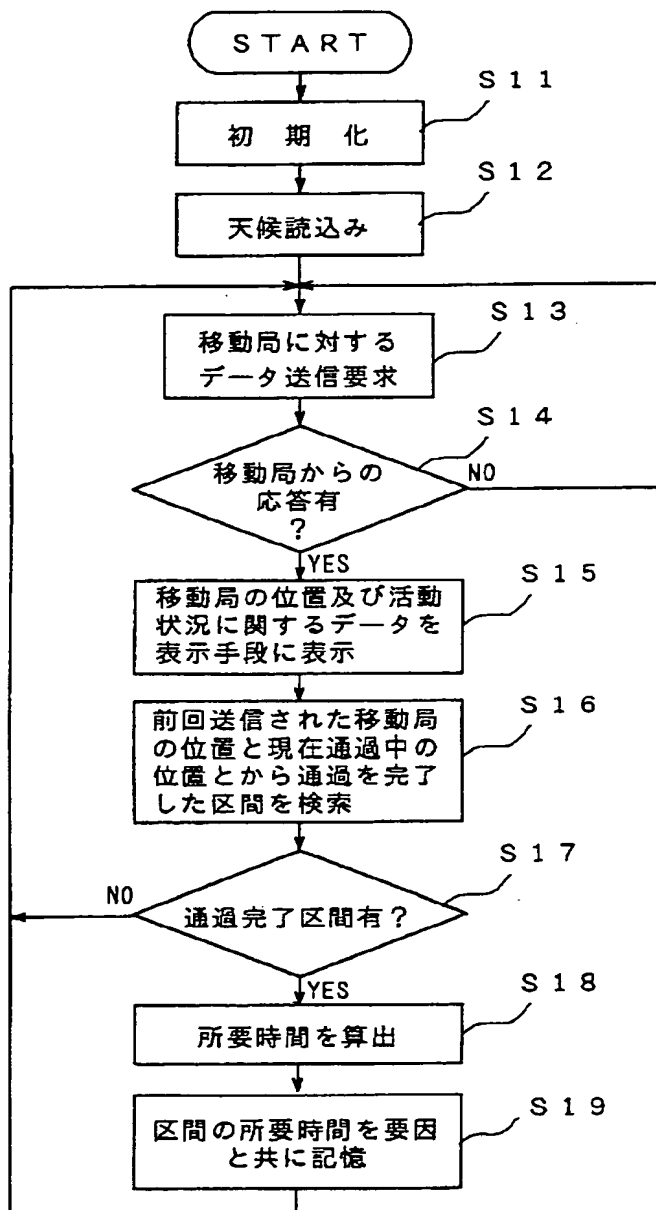 START
S11
初期化
S12
天候読込み
S13
移動局に対する
データ送信要求
S14
移動局からの
応答有
?
NO
YES
S15
移動局の位置及び活動
状況に関するデータを
表示手段に表示
S16
前回送信された移動局
の位置と現在通過中の
位置とから通過を完了
した区間を検索
S17
NO
通過完了区間有?
YES
S18
所要時間を算出
S19
区間の所要時間を要因
と共に記憶